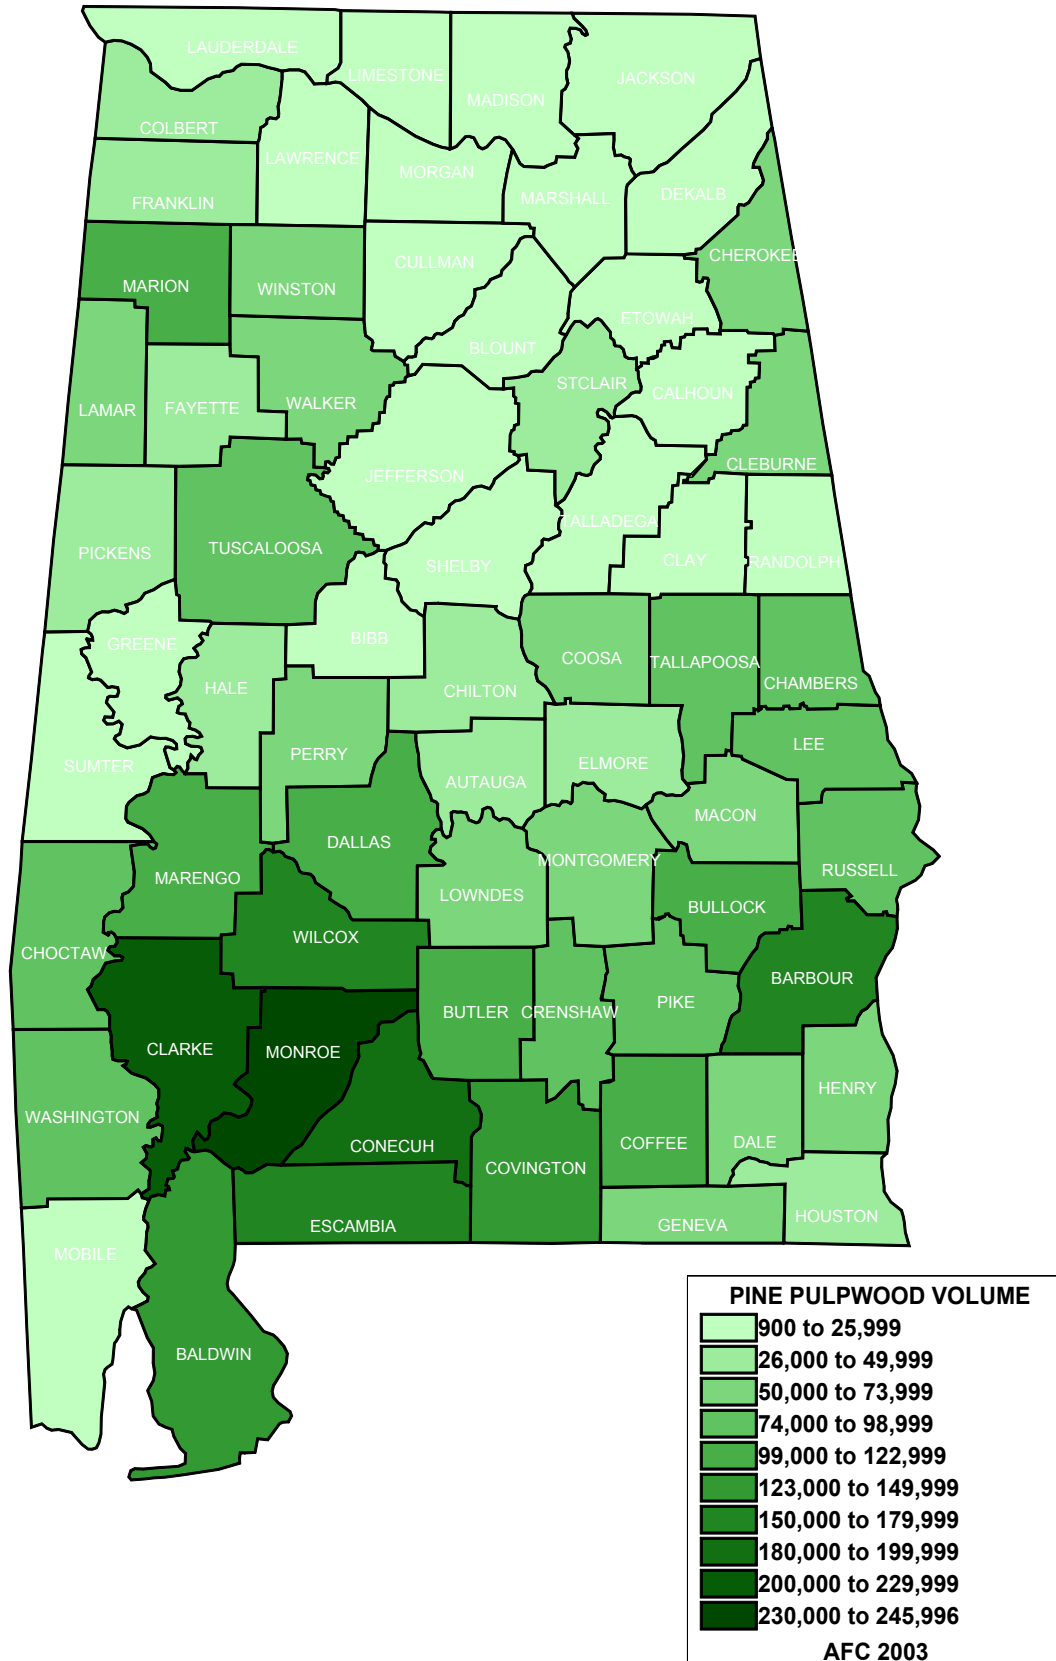 LAUDERDALE
LIMESTONE
MADISON
JACKSON
COLBERT
LAWRENCE
MORGAN
MARSHALL
DEKALB
FRANKLIN
CHEROKEE
MARION
WINSTON
CULLMAN
ETOWAH
BLOUNT
STCLAIR
CALHOUN
LAMAR
FAYETTE
WALKER
CLEBURNE
JEFFERSON
TALLADEGA
PICKENS
TUSCALOOSA
SHELBY
CLAY
RANDOLPH
GREENE
BIBB
COOSA
TALLAPOOSA
CHAMBERS
HALE
CHILTON
LEE
SUMTER
PERRY
AUTAUGA
ELMORE
MACON
DALLAS
MONTGOMERY
RUSSELL
MARENGO
LOWNDES
BULLOCK
CHOCTAW
WILCOX
BARBOUR
BUTLER
CRENSHAW
PIKE
CLARKE
MONROE
HENRY
WASHINGTON
CONECUH
COVINGTON
COFFEE
DALE
ESCAMBIA
GENEVA
HOUSTON
MOBILE
BALDWIN
PINE PULPWOOD VOLUME
900 to 25,999
26,000 to 49,999
50,000 to 73,999
74,000 to 98,999
99,000 to 122,999
123,000 to 149,999
150,000 to 179,999
180,000 to 199,999
200,000 to 229,999
230,000 to 245,996
AFC 2003